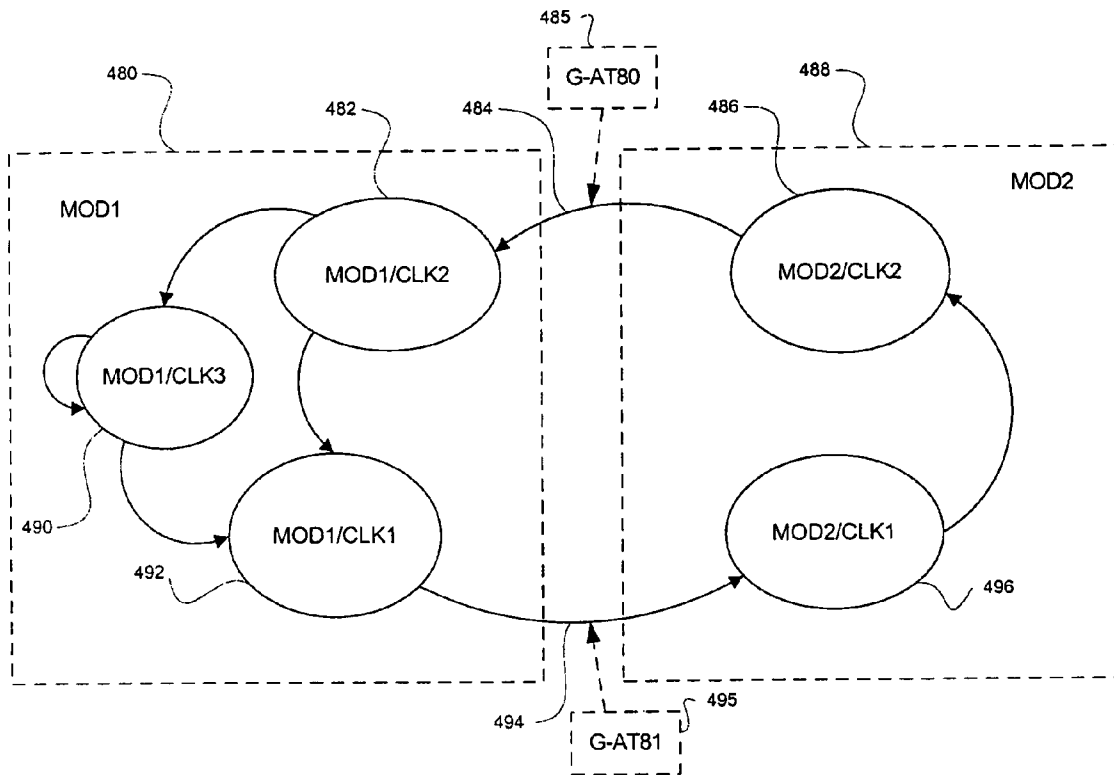 485
G-AT80
480
482
484
486
488
MOD1
MOD2
MOD1/CLK2
MOD2/CLK2
MOD1/CLK3
490
MOD1/CLK1
MOD2/CLK1
492
496
494
495
G-AT81